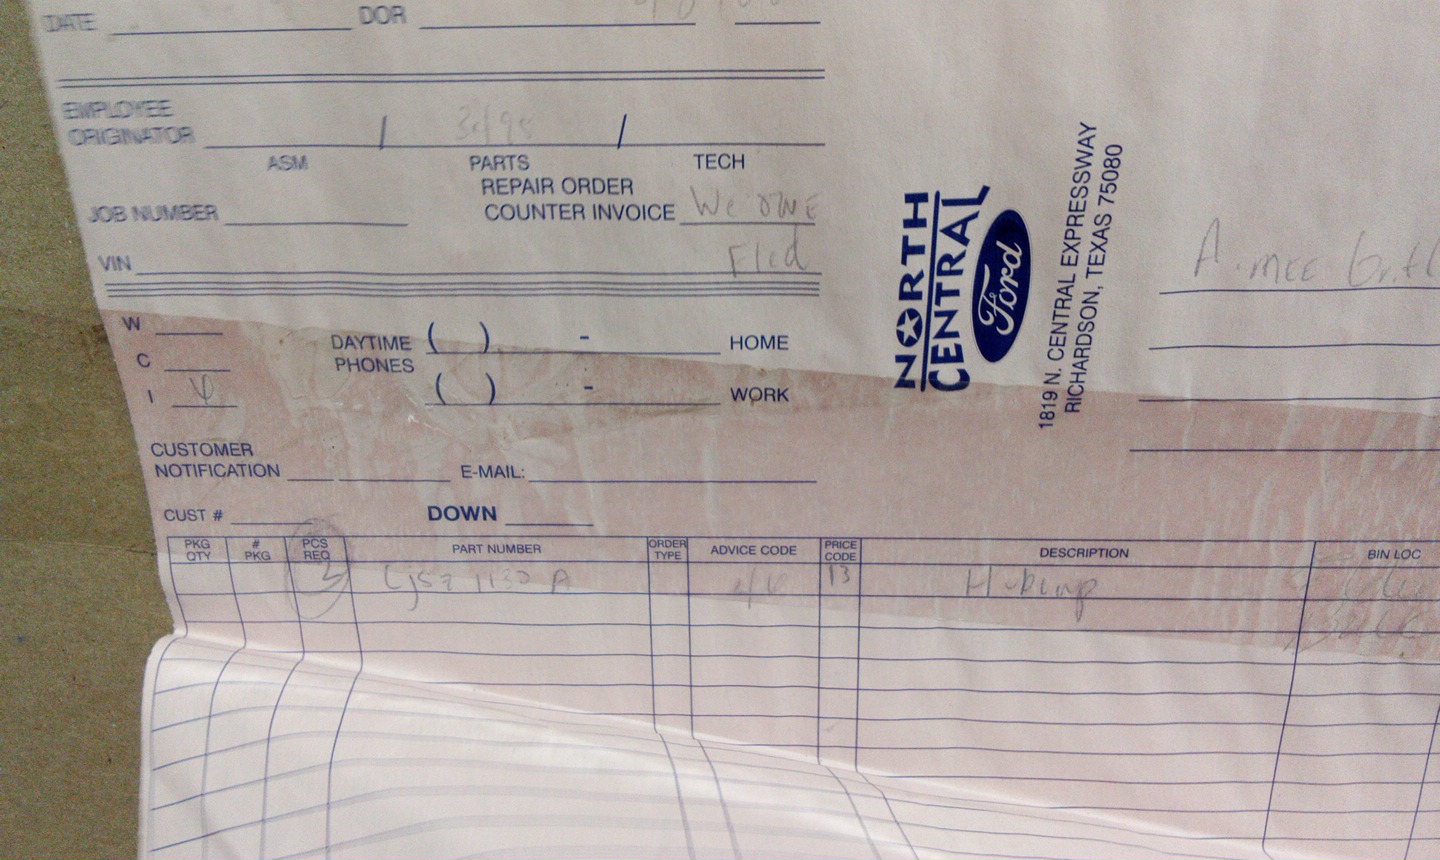 DATE DOR
EMPLOYEE
ORIGINATOR / /
ASM PARTS TECH
REPAIR ORDER
JOB NUMBER COUNTER INVOICE We owe
VIN
NORTH
CENTRAL
Ford
1819 N. CENTRAL EXPRESSWAY
RICHARDSON, TEXAS 75080
W
DAYTIME ( ) - HOME
PHONES
C
I ( ) - WORK
CUSTOMER
NOTIFICATION E-MAIL:
CUST # DOWN
PKG QTY # PKG PCS REQ PART NUMBER ORDER TYPE ADVICE CODE PRICE CODE DESCRIPTION BIN LOC
3 13 Hubcap